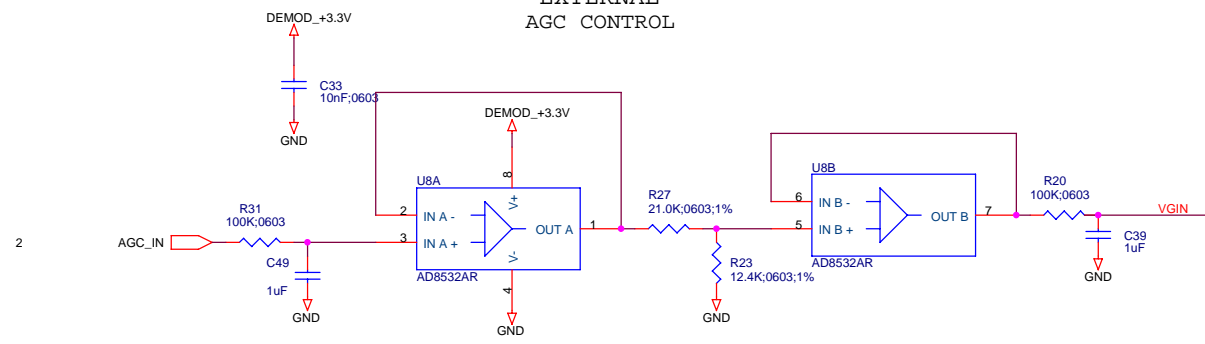 EXTERNAL
AGC CONTROL
DEMOD_+3.3V
C33
10nF;0603
GND
DEMOD_+3.3V
U8A
8
V+
2
IN A -
3
IN A +
OUT A
1
V-
4
AD8532AR
GND
R31
100K;0603
2
AGC_IN
C49
1uF
GND
R27
21.0K;0603;1%
R23
12.4K;0603;1%
GND
U8B
6
IN B -
5
IN B +
OUT B
7
AD8532AR
R20
100K;0603
VGIN
C39
1uF
GND